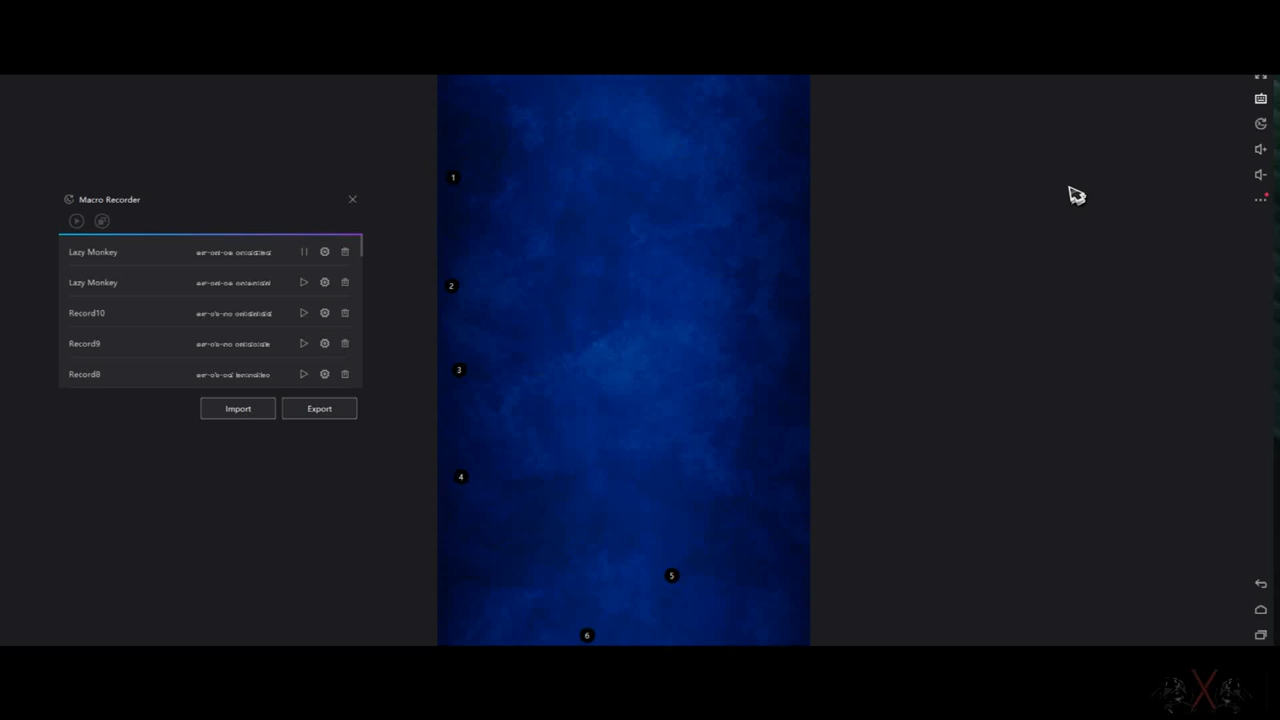 Macro Recorder
Lazy Monkey
Lazy Monkey
Record10
Record9
Record8
Import
Export
1
2
3
4
5
6
X